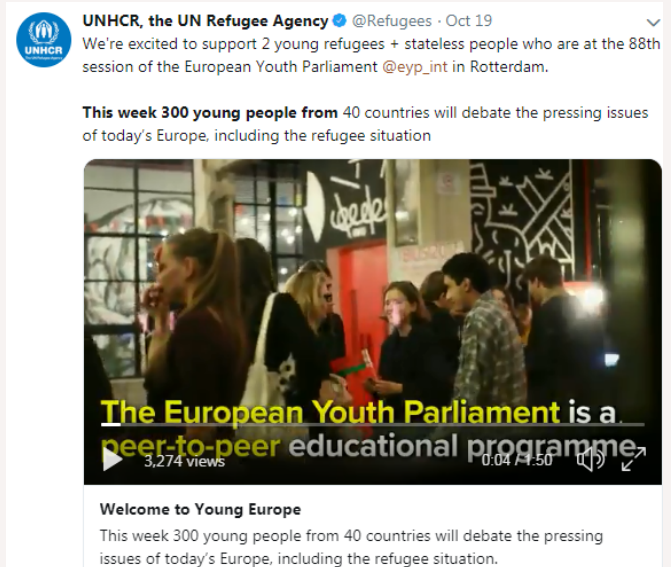 UNHCR, the UN Refugee Agency @Refugees · Oct 19
We're excited to support 2 young refugees + stateless people who are at the 88th
session of the European Youth Parliament @eyp_int in Rotterdam.
This week 300 young people from 40 countries will debate the pressing issues
of today's Europe, including the refugee situation
UNHCR
The European Youth Parliament is a
peer-to-peer educational programme,
3,274 views
0:04 / 1:50
Welcome to Young Europe
This week 300 young people from 40 countries will debate the pressing
issues of today's Europe, including the refugee situation.